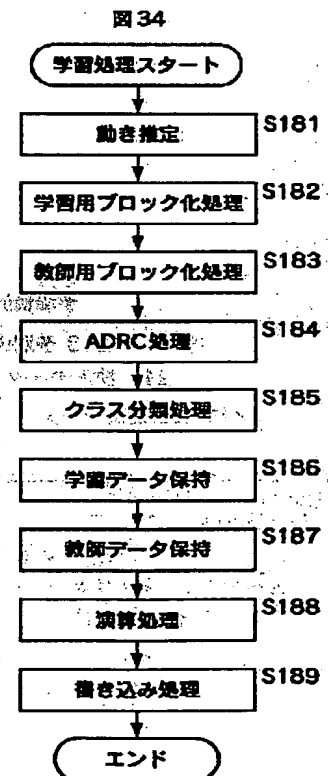 図34
学習処理スタート
動き推定 S181
学習用ブロック化処理 S182
教師用ブロック化処理 S183
ADRC処理 S184
クラス分類処理 S185
学習データ保持 S186
教師データ保持 S187
演算処理 S188
書き込み処理 S189
エンド